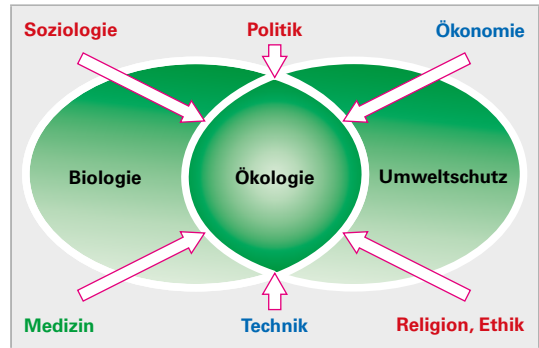 Soziologie Politik Ökonomie
Biologie Ökologie Umweltschutz
Medizin Technik Religion, Ethik